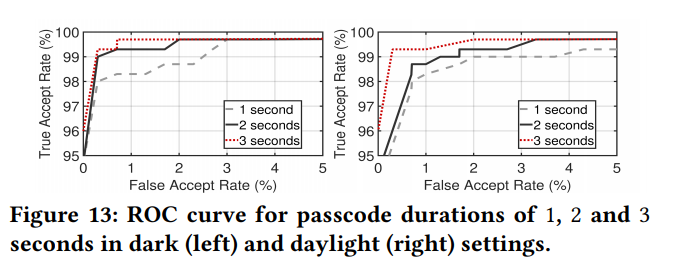 100
99
98
97
96
95
True Accept Rate (%)
1 second
2 seconds
3 seconds
0 1 2 3 4 5
False Accept Rate (%)
100
99
98
97
96
95
True Accept Rate (%)
1 second
2 seconds
3 seconds
0 1 2 3 4 5
False Accept Rate (%)
Figure 13: ROC curve for passcode durations of 1, 2 and 3
seconds in dark (left) and daylight (right) settings.